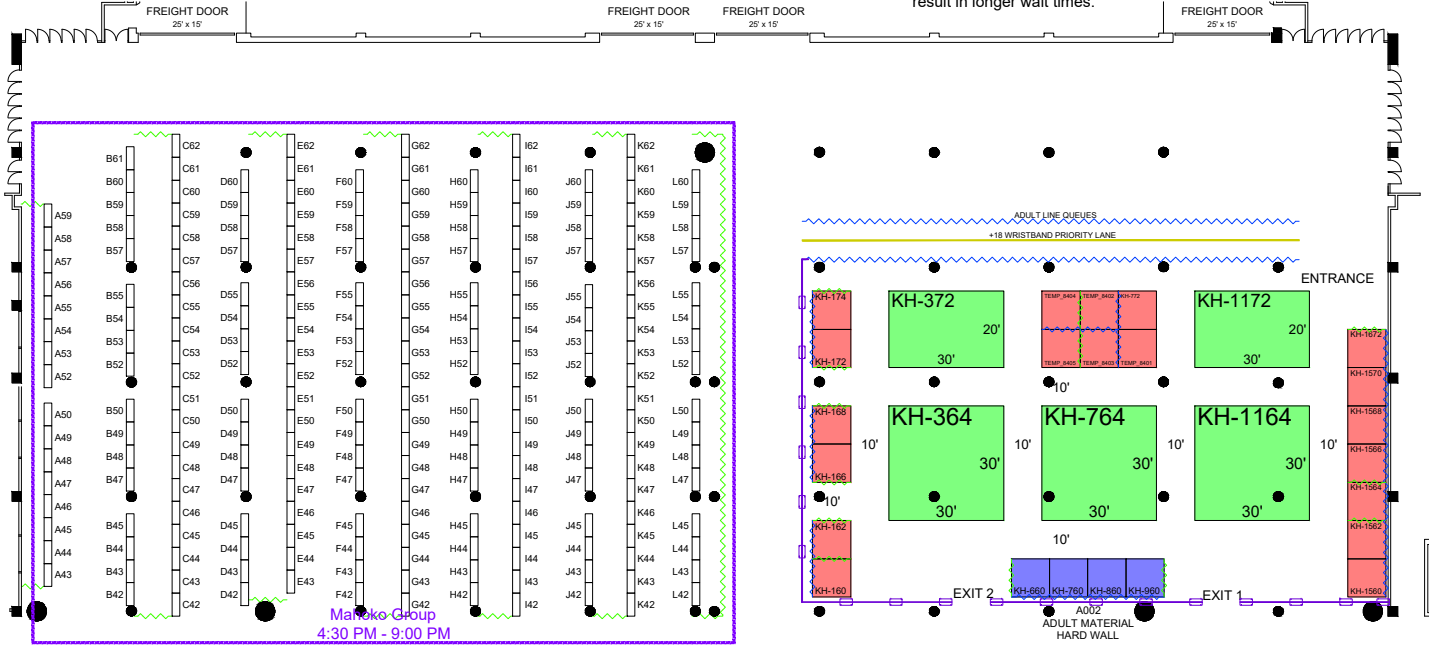 result in longer wait times.
FREIGHT DOOR
25' x 15'
FREIGHT DOOR
25' x 15'
FREIGHT DOOR
25' x 15'
FREIGHT DOOR
25' x 15'
A59
A58
A57
A56
A55
A54
A53
A52
A50
A49
A48
A47
A46
A45
A44
A43
B61
B60
B59
B58
B57
B55
B54
B53
B52
B50
B49
B48
B47
B45
B44
B43
B42
C62
C61
C60
C59
C58
C57
C56
C55
C54
C53
C52
C51
C50
C49
C48
C47
C46
C45
C44
C43
C42
D60
D59
D58
D57
D55
D54
D53
D52
D50
D49
D48
D47
D45
D44
D43
D42
E62
E61
E60
E59
E58
E57
E56
E55
E54
E53
E52
E51
E50
E49
E48
E47
E46
E45
E44
E43
F60
F59
F58
F57
F55
F54
F53
F52
F50
F49
F48
F47
F45
F44
F43
F42
G62
G61
G60
G59
G58
G57
G56
G55
G54
G53
G52
G51
G50
G49
G48
G47
G46
G45
G44
G43
G42
H60
H59
H58
H57
H55
H54
H53
H52
H50
H49
H48
H47
H45
H44
H43
H42
I62
I61
I60
I59
I58
I57
I56
I55
I54
I53
I52
I51
I50
I49
I48
I47
I46
I45
I44
I43
I42
J60
J59
J58
J57
J55
J54
J53
J52
J50
J49
J48
J47
J45
J44
J43
J42
K62
K61
K60
K59
K58
K57
K56
K55
K54
K53
K52
K51
K50
K49
K48
K47
K46
K45
K44
K43
K42
L60
L59
L58
L57
L55
L54
L53
L52
L50
L49
L48
L47
L45
L44
L43
L42
Mahoko Group
4:30 PM - 9:00 PM
ADULT LINE QUEUES
+18 WRISTBAND PRIORITY LANE
ENTRANCE
KH-174
KH-172
KH-372
20'
30'
TEMP_8404
TEMP_8402
KH-772
TEMP_8405
TEMP_8403
TEMP_8401
KH-1172
20'
30'
KH-1672
KH-1570
KH-1568
KH-1566
KH-1564
KH-1562
KH-1560
10'
KH-168
KH-166
10'
KH-364
30'
30'
10'
KH-764
30'
30'
10'
KH-1164
30'
30'
10'
10'
KH-162
KH-160
10'
KH-660
KH-760
KH-860
KH-960
EXIT 2
EXIT 1
A002
ADULT MATERIAL
HARD WALL